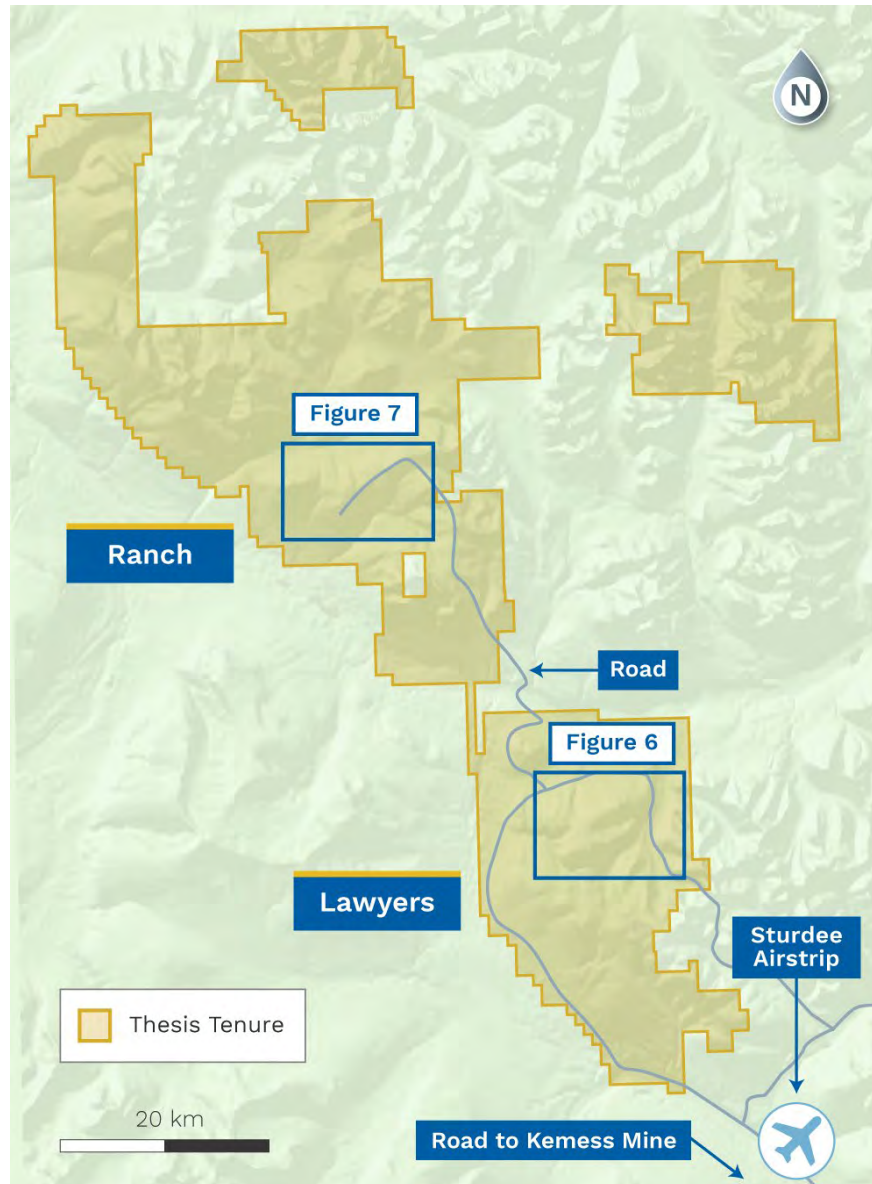 N
Figure 7
Ranch
Road
Figure 6
Lawyers
Sturdee
Airstrip
Thesis Tenure
20 km
Road to Kemess Mine